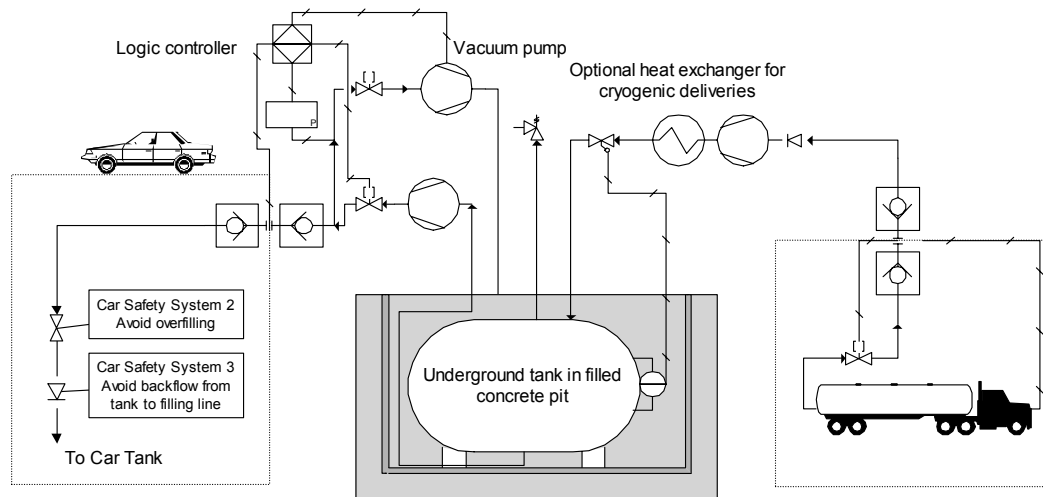 Logic controller
Vacuum pump
Optional heat exchanger for
cryogenic deliveries
P
Car Safety System 2
Avoid overfilling
Car Safety System 3
Avoid backflow from
tank to filling line
To Car Tank
Underground tank in filled
concrete pit